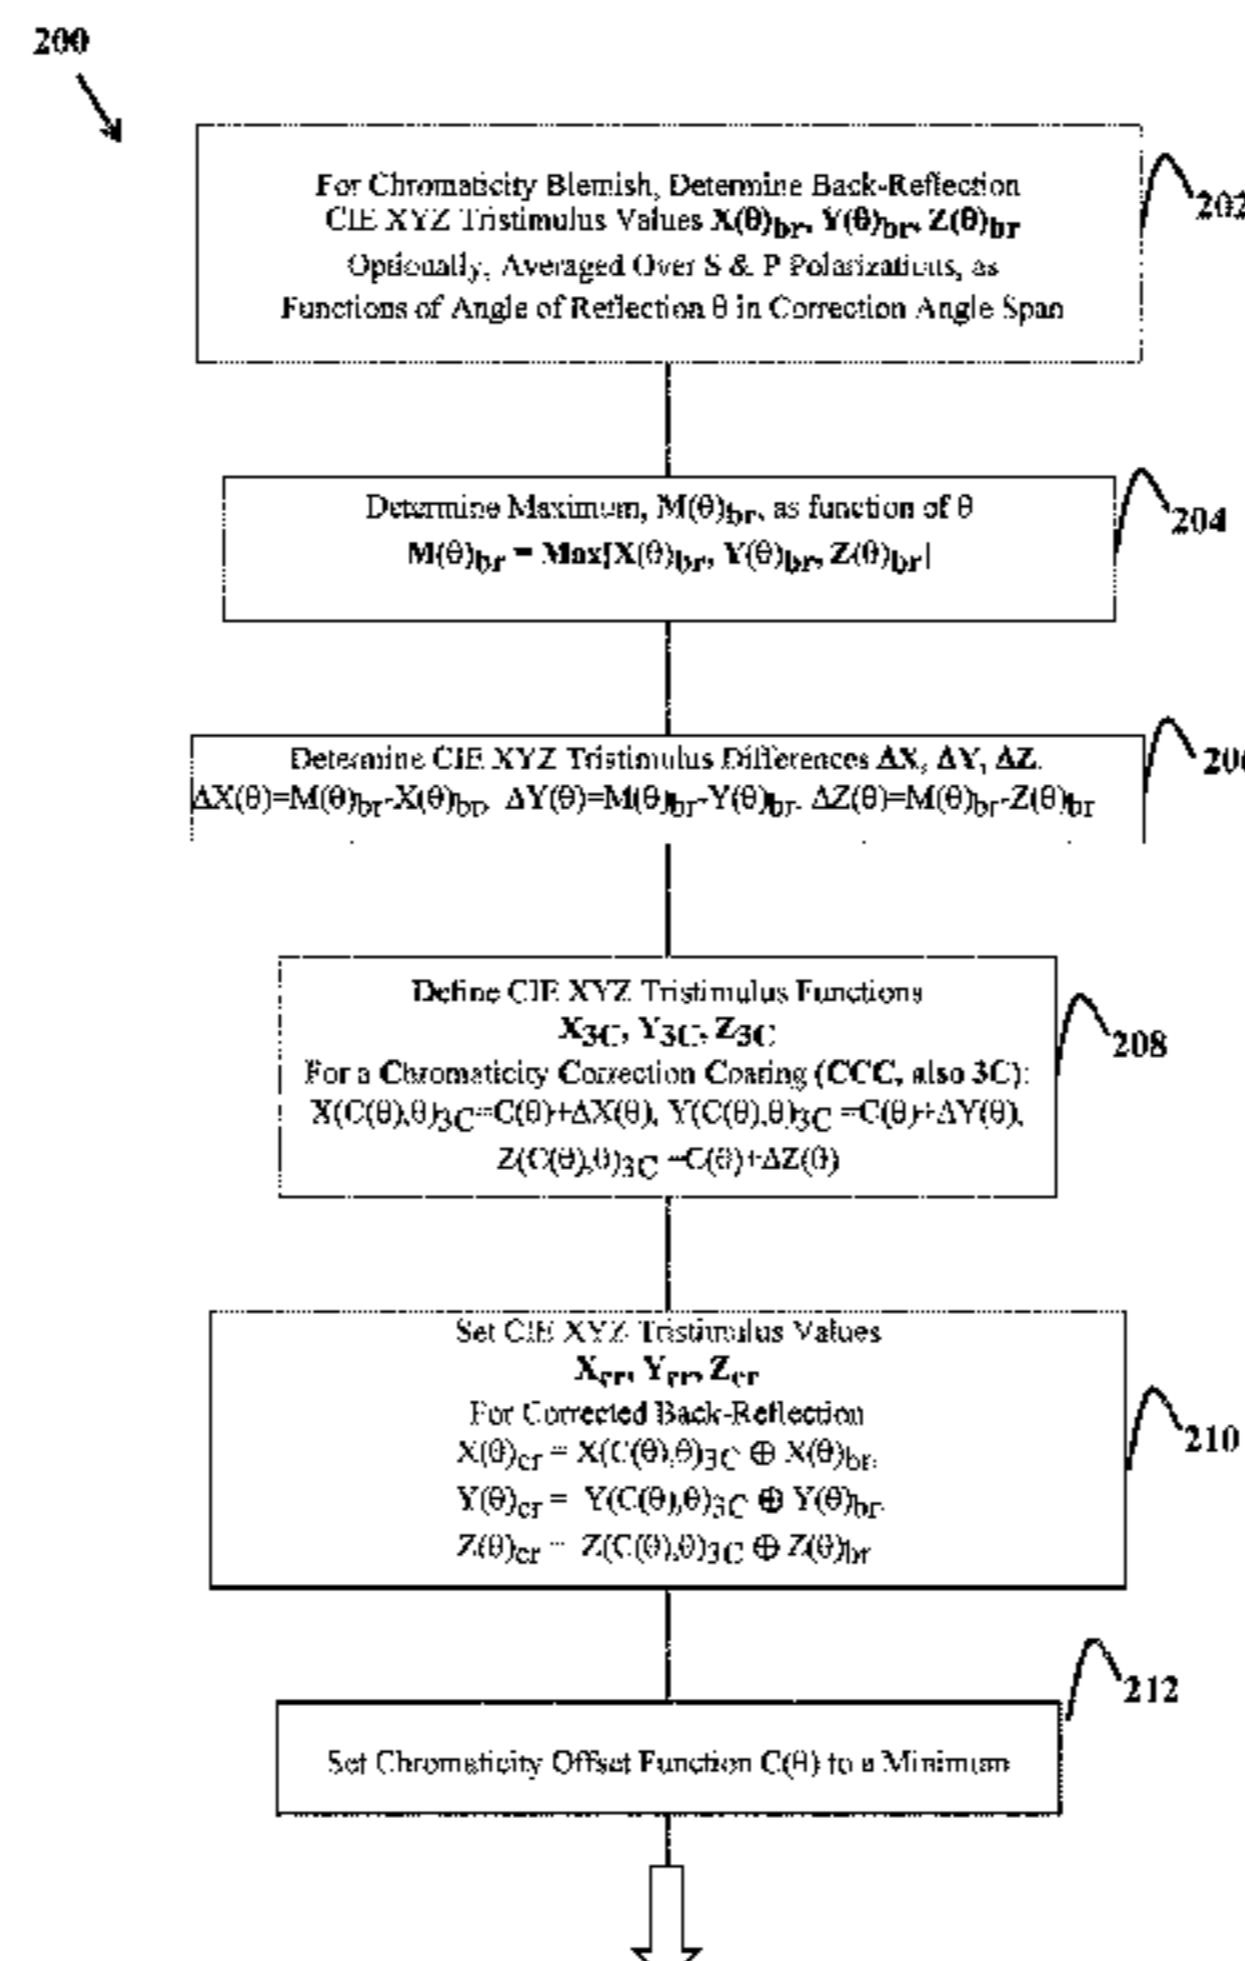 200
For Chromaticity Blemish, Determine Back-Reflection
CIE XYZ Tristimulus Values X(θ)br, Y(θ)br, Z(θ)br
Optionally, Averaged Over S & P Polarizations, as
Functions of Angle of Reflection θ in Correction Angle Span
202
Determine Maximum, M(θ)br, as function of θ
M(θ)br = Max[X(θ)br, Y(θ)br, Z(θ)br]
204
Determine CIE XYZ Tristimulus Differences ΔX, ΔY, ΔZ.
ΔX(θ)=M(θ)br-X(θ)br, ΔY(θ)=M(θ)br-Y(θ)br. ΔZ(θ)=M(θ)br-Z(θ)br
206
Define CIE XYZ Tristimulus Functions
X3C, Y3C, Z3C
For a Chromaticity Correction Coating (CCC, also 3C):
X(C(θ),θ)3C=C(θ)+ΔX(θ), Y(C(θ),θ)3C =C(θ)+ΔY(θ),
Z(C(θ),θ)3C =C(θ)+ΔZ(θ)
208
Set CIE XYZ Tristimulus Values
Xcr, Ycr, Zcr
For Corrected Back-Reflection
X(θ)cr = X(C(θ),θ)3C ⊕ X(θ)br,
Y(θ)cr = Y(C(θ),θ)3C ⊕ Y(θ)br,
Z(θ)cr = Z(C(θ),θ)3C ⊕ Z(θ)br
210
Set Chromaticity Offset Function C(θ) to a Minimum
212